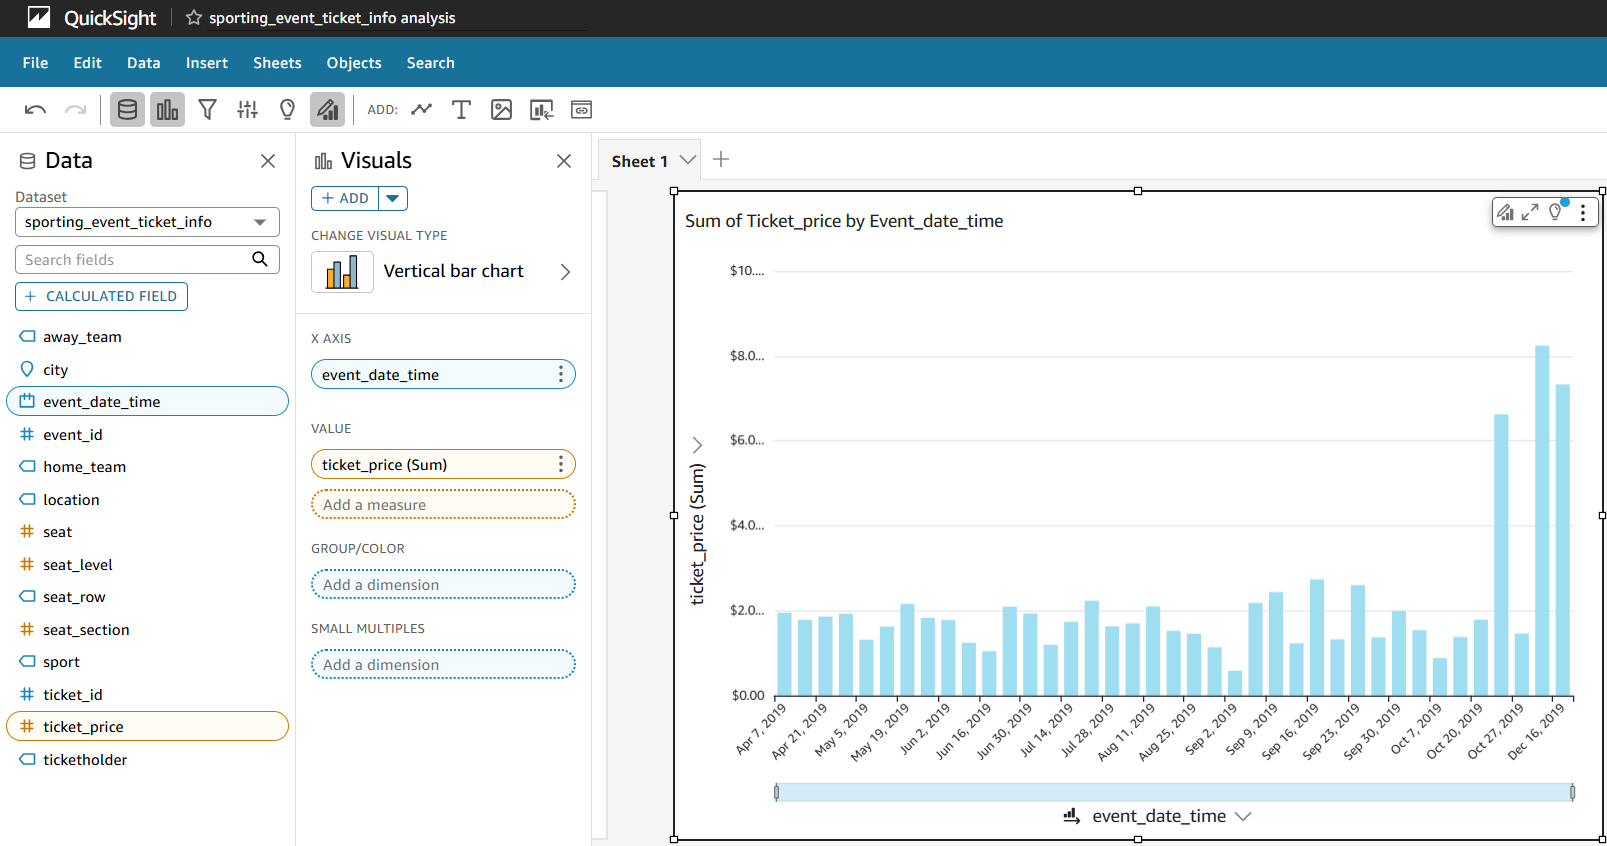 QuickSight
sporting_event_ticket_info analysis
File Edit Data Insert Sheets Objects Search
ADD:
Data
Dataset
sporting_event_ticket_info
Search fields
+ CALCULATED FIELD
away_team
city
event_date_time
event_id
home_team
location
seat
seat_level
seat_row
seat_section
sport
ticket_id
ticket_price
ticketholder
Visuals
+ ADD
CHANGE VISUAL TYPE
Vertical bar chart
X AXIS
event_date_time
VALUE
ticket_price (Sum)
Add a measure
GROUP/COLOR
Add a dimension
SMALL MULTIPLES
Add a dimension
Sheet 1
Sum of Ticket_price by Event_date_time
ticket_price (Sum)
$10....
$8.0...
$6.0...
$4.0...
$2.0...
$0.00
Apr 7, 2019
Apr 21, 2019
May 5, 2019
May 19, 2019
Jun 2, 2019
Jun 16, 2019
Jun 30, 2019
Jul 14, 2019
Jul 28, 2019
Aug 11, 2019
Aug 25, 2019
Sep 2, 2019
Sep 9, 2019
Sep 16, 2019
Sep 23, 2019
Sep 30, 2019
Oct 7, 2019
Oct 20, 2019
Oct 27, 2019
Dec 16, 2019
event_date_time